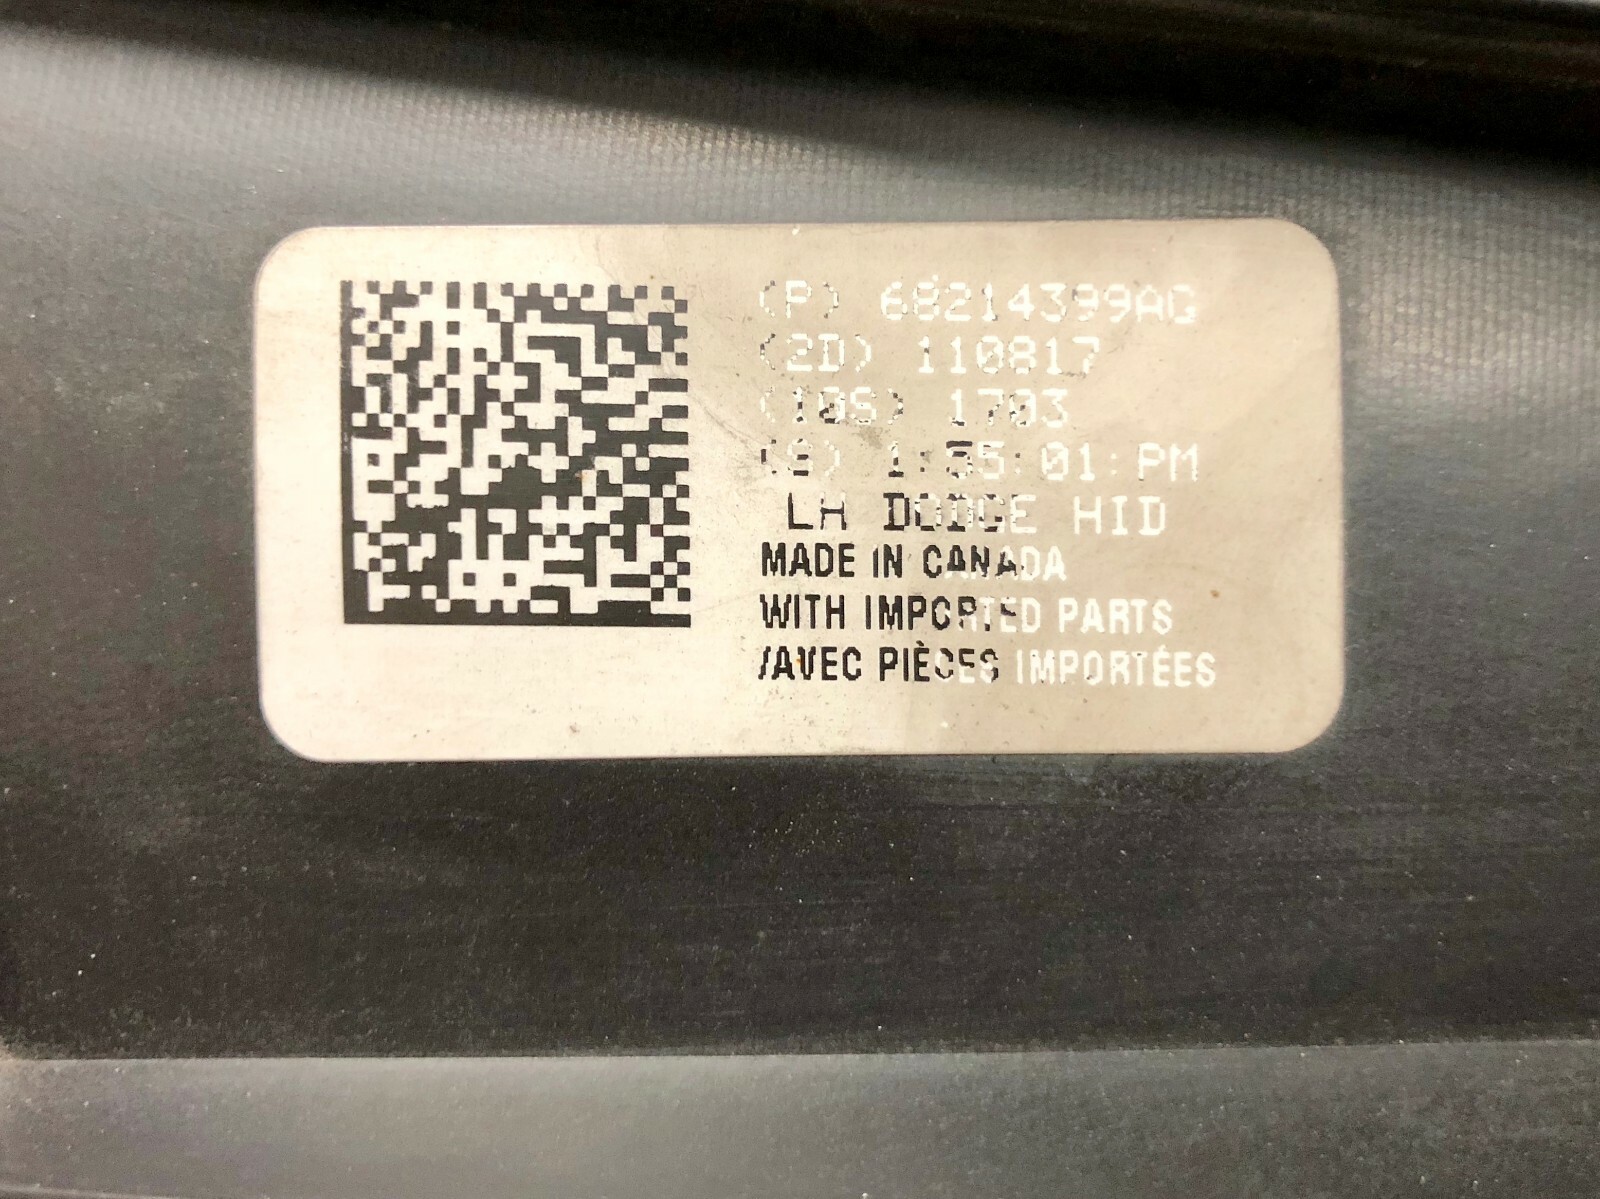 (P) 68214399AG
(2D) 110817
(10S) 1703
(S) 1:55:01:PM
LH DODGE HID
MADE IN CANADA
WITH IMPORTED PARTS
/AVEC PIÈCES IMPORTÉES